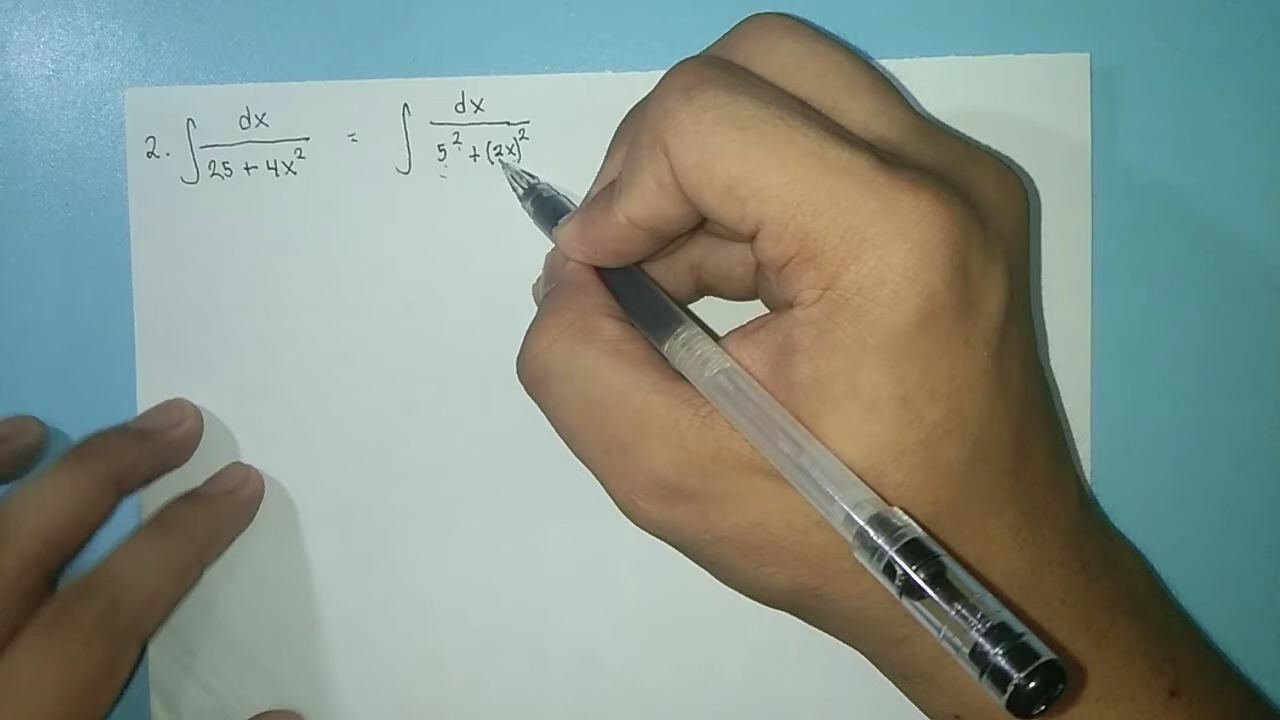 2. ∫ dx / (25 + 4x²) = ∫ dx / (5² + (2x)²)